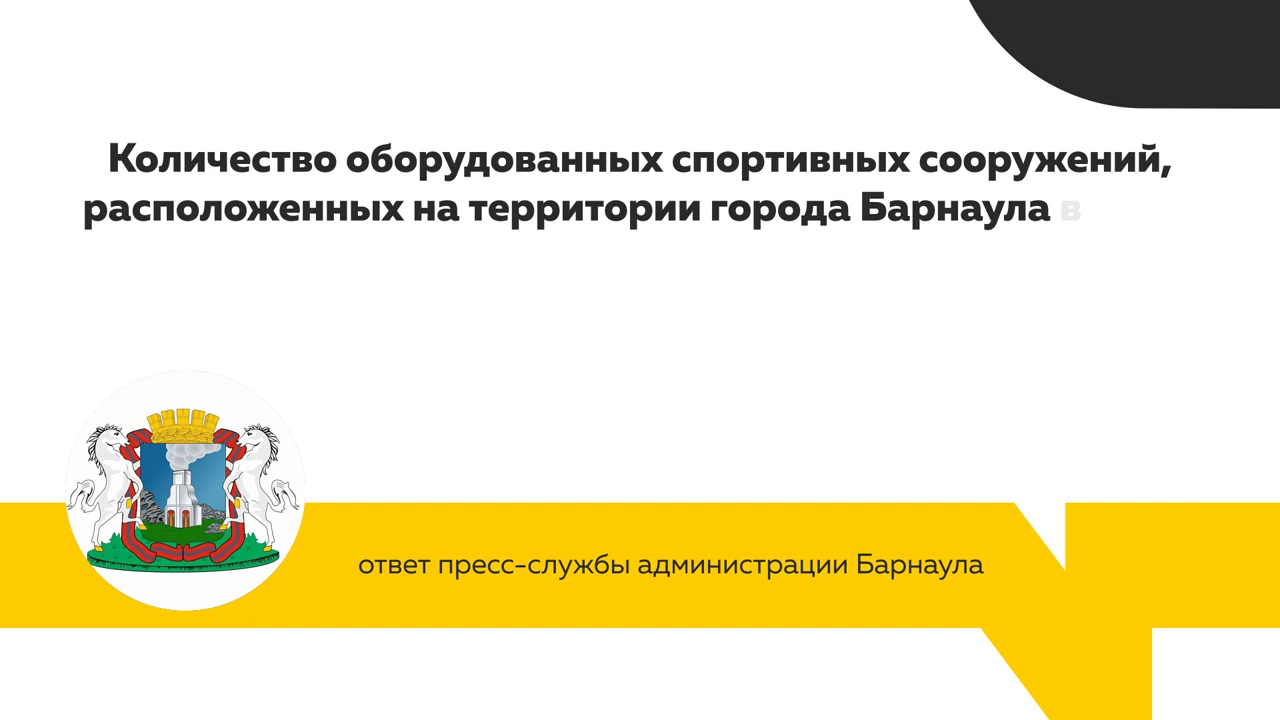 Количество оборудованных спортивных сооружений,
расположенных на территории города Барнаула в
ответ пресс-службы администрации Барнаула